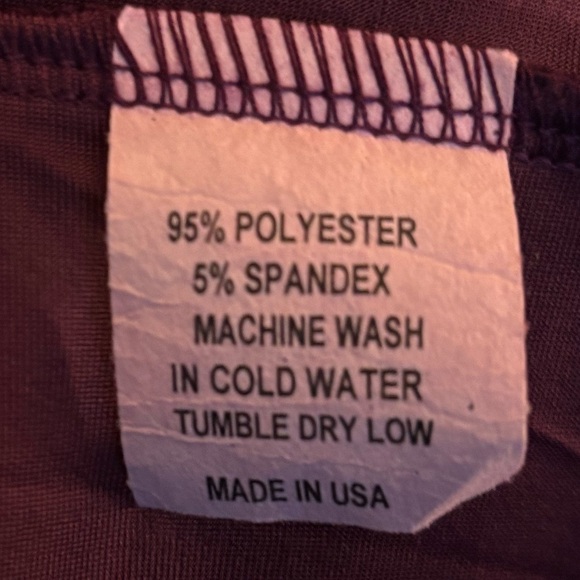 95% POLYESTER
5% SPANDEX
MACHINE WASH
IN COLD WATER
TUMBLE DRY LOW
MADE IN USA